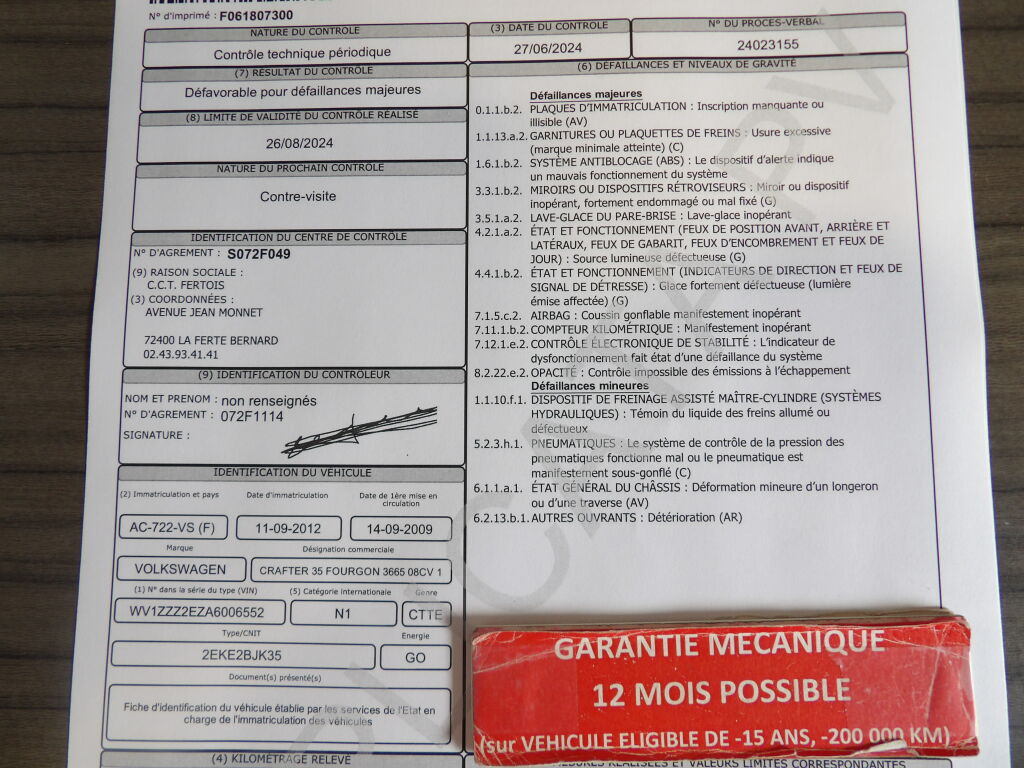 N° d'imprimé : F061807300
NATURE DU CONTRÔLE
Contrôle technique périodique
(3) DATE DU CONTRÔLE
27/06/2024
N° DU PROCÈS-VERBAL
24023155
(7) RÉSULTAT DU CONTRÔLE
Défavorable pour défaillances majeures
(8) LIMITE DE VALIDITÉ DU CONTRÔLE RÉALISÉ
26/08/2024
NATURE DU PROCHAIN CONTRÔLE
Contre-visite
IDENTIFICATION DU CENTRE DE CONTRÔLE
N° D'AGREMENT : S072F049
(9) RAISON SOCIALE :
C.C.T. FERTOIS
(3) COORDONNÉES :
AVENUE JEAN MONNET
72400 LA FERTE BERNARD
02.43.93.41.41
(9) IDENTIFICATION DU CONTRÔLEUR
NOM ET PRENOM : non renseignés
N° D'AGREMENT : 072F1114
SIGNATURE :
IDENTIFICATION DU VÉHICULE
(2) Immatriculation et pays
Date d'immatriculation
Date de 1ère mise en
circulation
AC-722-VS (F)
11-09-2012
14-09-2009
Marque
Désignation commerciale
VOLKSWAGEN
CRAFTER 35 FOURGON 3665 08CV 1
(1) N° dans la série du type (VIN)
(5) Catégorie internationale
Genre
WV1ZZZ2EZA6006552
N1
CTTE
Type/CNIT
Energie
2EKE2BJK35
GO
Document(s) présenté(s)
Fiche d'identification du véhicule établie par les services de l'Etat en
charge de l'immatriculation des véhicules
(4) KILOMÉTRAGE RELEVÉ
(6) DÉFAILLANCES ET NIVEAUX DE GRAVITÉ
Défaillances majeures
0.1.1.b.2. PLAQUES D'IMMATRICULATION : Inscription manquante ou
illisible (AV)
1.1.13.a.2. GARNITURES OU PLAQUETTES DE FREINS : Usure excessive
(marque minimale atteinte) (C)
1.6.1.b.2. SYSTÈME ANTIBLOCAGE (ABS) : Le dispositif d'alerte indique
un mauvais fonctionnement du système
3.3.1.b.2. MIROIRS OU DISPOSITIFS RÉTROVISEURS : Miroir ou dispositif
inopérant, fortement endommagé ou mal fixé (G)
3.5.1.a.2. LAVE-GLACE DU PARE-BRISE : Lave-glace inopérant
4.2.1.a.2. ÉTAT ET FONCTIONNEMENT (FEUX DE POSITION AVANT, ARRIÈRE ET
LATÉRAUX, FEUX DE GABARIT, FEUX D'ENCOMBREMENT ET FEUX DE
JOUR) : Source lumineuse défectueuse (G)
4.4.1.b.2. ÉTAT ET FONCTIONNEMENT (INDICATEURS DE DIRECTION ET FEUX DE
SIGNAL DE DÉTRESSE) : Glace fortement défectueuse (lumière
émise affectée) (G)
7.1.5.c.2. AIRBAG : Coussin gonflable manifestement inopérant
7.11.1.b.2. COMPTEUR KILOMÉTRIQUE : Manifestement inopérant
7.12.1.e.2. CONTRÔLE ÉLECTRONIQUE DE STABILITÉ : L'indicateur de
dysfonctionnement fait état d'une défaillance du système
8.2.22.e.2. OPACITÉ : Contrôle impossible des émissions à l'échappement
Défaillances mineures
1.1.10.f.1. DISPOSITIF DE FREINAGE ASSISTÉ MAÎTRE-CYLINDRE (SYSTÈMES
HYDRAULIQUES) : Témoin du liquide des freins allumé ou
défectueux
5.2.3.h.1. PNEUMATIQUES : Le système de contrôle de la pression des
pneumatiques fonctionne mal ou le pneumatique est
manifestement sous-gonflé (C)
6.1.1.a.1. ÉTAT GÉNÉRAL DU CHÂSSIS : Déformation mineure d'un longeron
ou d'une traverse (AV)
6.2.13.b.1. AUTRES OUVRANTS : Détérioration (AR)
GARANTIE MECANIQUE
12 MOIS POSSIBLE
(sur VEHICULE ELIGIBLE DE -15 ANS, -200 000 KM)
RÉALISÉES ET VALEURS LIMITES CORRESPONDANTES